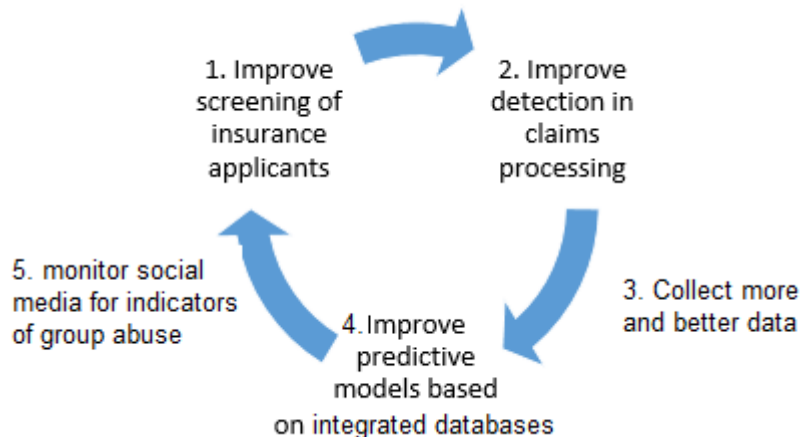 1. Improve
screening of
insurance
applicants
2. Improve
detection in
claims
processing
3. Collect more
and better data
4. Improve
predictive
models based
on integrated databases
5. monitor social
media for indicators
of group abuse